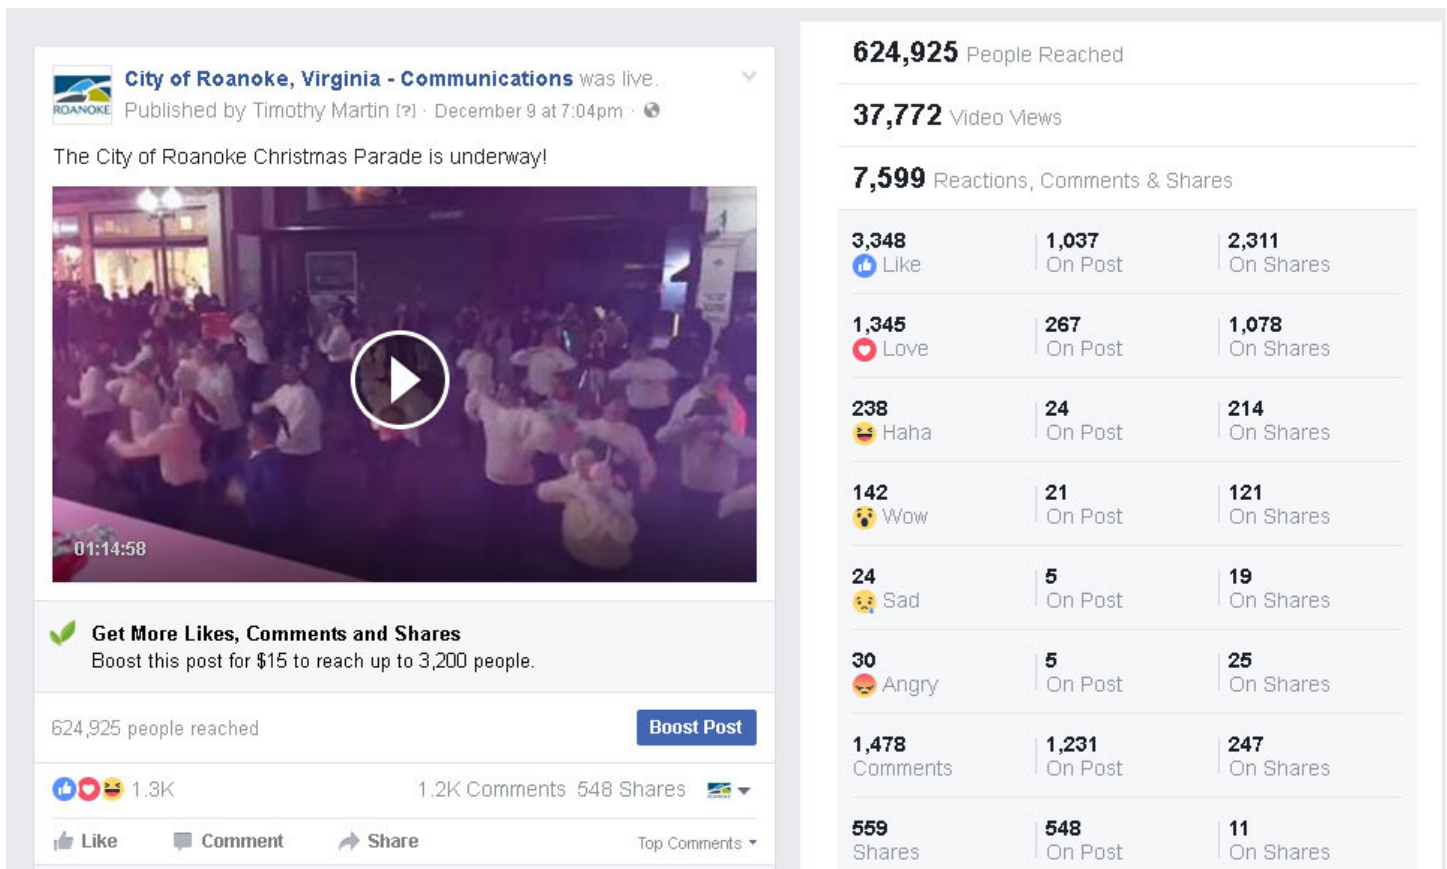 City of Roanoke, Virginia - Communications was live.
ROANOKE
Published by Timothy Martin [?] · December 9 at 7:04pm ·
The City of Roanoke Christmas Parade is underway!
01:14:58
Get More Likes, Comments and Shares
Boost this post for $15 to reach up to 3,200 people.
624,925 people reached
Boost Post
1.3K
1.2K Comments 548 Shares
Like Comment Share Top Comments
624,925 People Reached
37,772 Video Views
7,599 Reactions, Comments & Shares
3,348 1,037 2,311
Like On Post On Shares
1,345 267 1,078
Love On Post On Shares
238 24 214
Haha On Post On Shares
142 21 121
Wow On Post On Shares
24 5 19
Sad On Post On Shares
30 5 25
Angry On Post On Shares
1,478 1,231 247
Comments On Post On Shares
559 548 11
Shares On Post On Shares